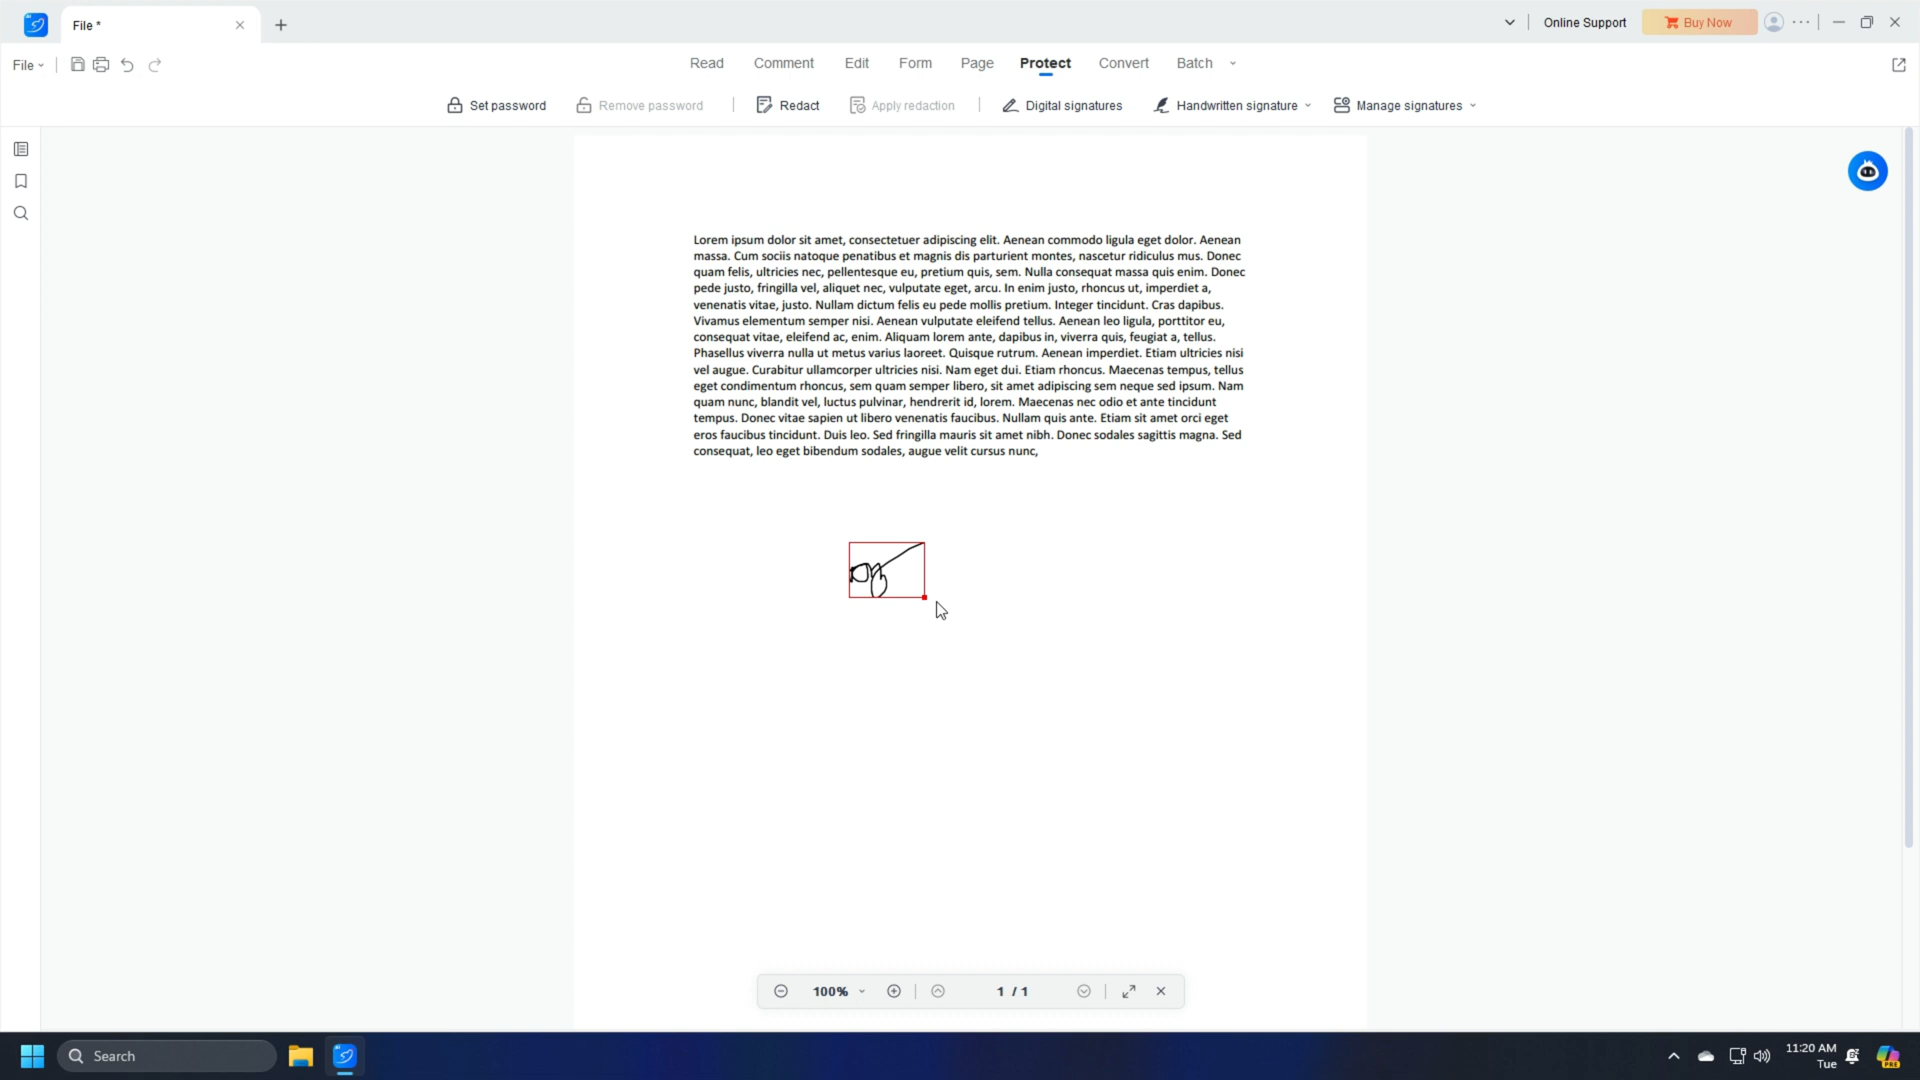 File *
Online Support
Buy Now
File
Read
Comment
Edit
Form
Page
Protect
Convert
Batch
Set password
Remove password
Redact
Apply redaction
Digital signatures
Handwritten signature
Manage signatures
Lorem ipsum dolor sit amet, consectetuer adipiscing elit. Aenean commodo ligula eget dolor. Aenean
massa. Cum sociis natoque penatibus et magnis dis parturient montes, nascetur ridiculus mus. Donec
quam felis, ultricies nec, pellentesque eu, pretium quis, sem. Nulla consequat massa quis enim. Donec
pede justo, fringilla vel, aliquet nec, vulputate eget, arcu. In enim justo, rhoncus ut, imperdiet a,
venenatis vitae, justo. Nullam dictum felis eu pede mollis pretium. Integer tincidunt. Cras dapibus.
Vivamus elementum semper nisi. Aenean vulputate eleifend tellus. Aenean leo ligula, porttitor eu,
consequat vitae, eleifend ac, enim. Aliquam lorem ante, dapibus in, viverra quis, feugiat a, tellus.
Phasellus viverra nulla ut metus varius laoreet. Quisque rutrum. Aenean imperdiet. Etiam ultricies nisi
vel augue. Curabitur ullamcorper ultricies nisi. Nam eget dui. Etiam rhoncus. Maecenas tempus, tellus
eget condimentum rhoncus, sem quam semper libero, sit amet adipiscing sem neque sed ipsum. Nam
quam nunc, blandit vel, luctus pulvinar, hendrerit id, lorem. Maecenas nec odio et ante tincidunt
tempus. Donec vitae sapien ut libero venenatis faucibus. Nullam quis ante. Etiam sit amet orci eget
eros faucibus tincidunt. Duis leo. Sed fringilla mauris sit amet nibh. Donec sodales sagittis magna. Sed
consequat, leo eget bibendum sodales, augue velit cursus nunc,
100%
1 / 1
Search
11:20 AM
Tue
PRE